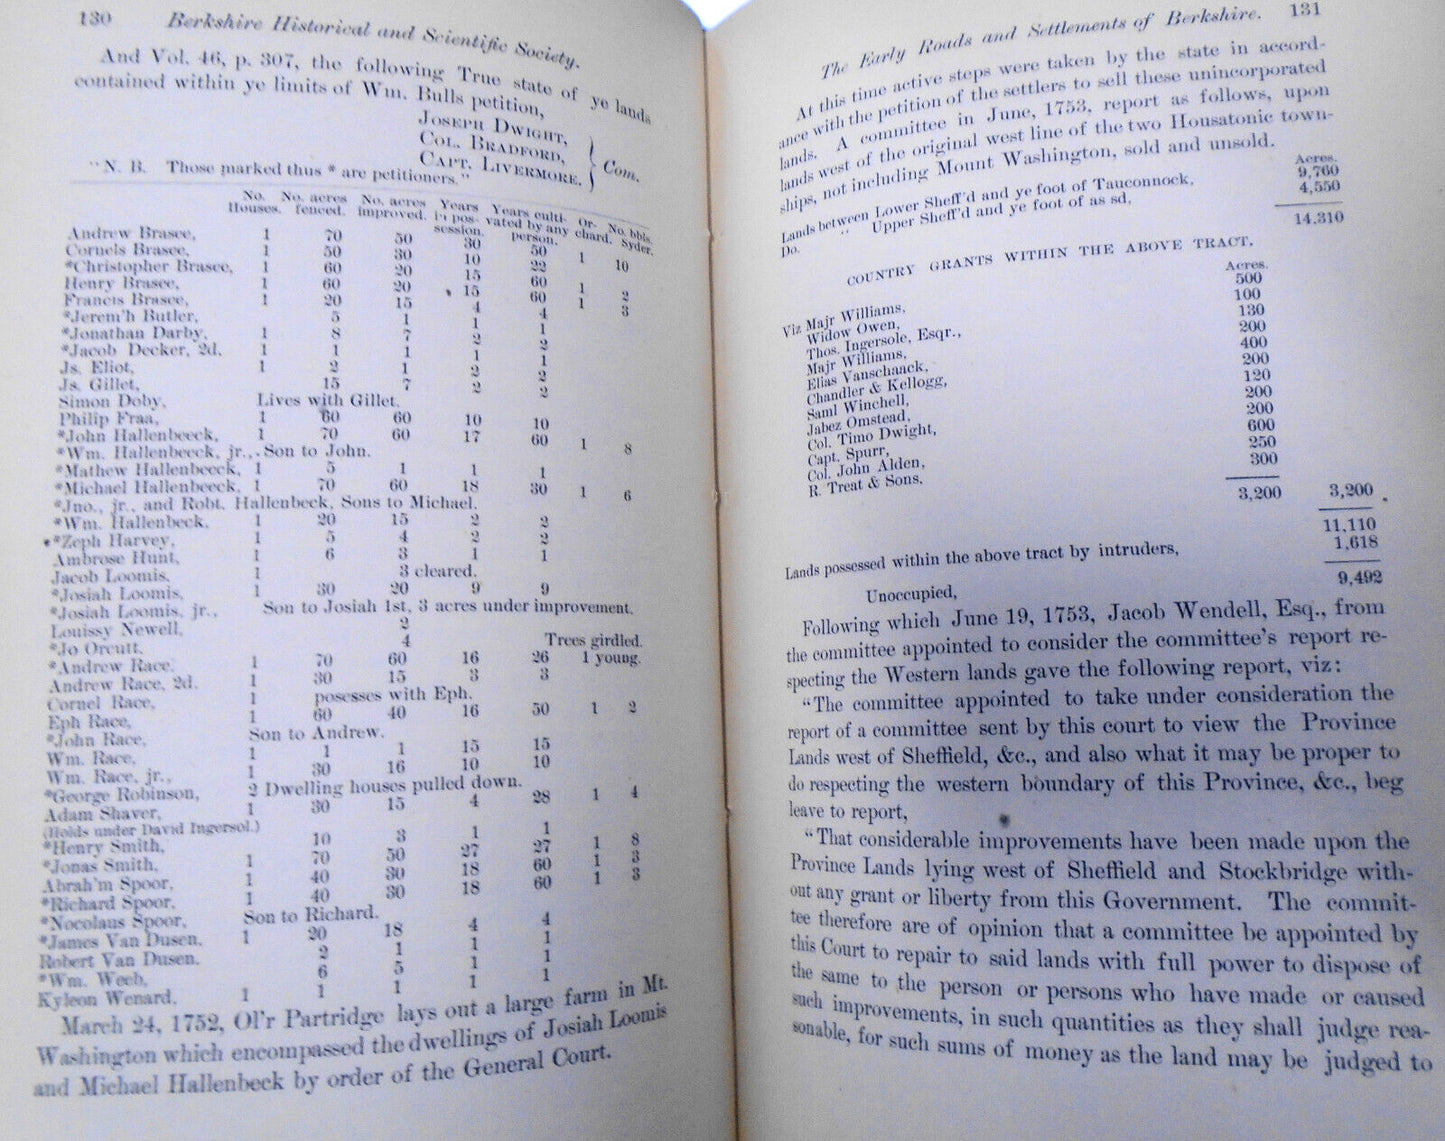 130 Berkshire Historical and Scientific Society.
And Vol. 46, p. 307, the following True state of ye lands
contained within ye limits of Wm. Bulls petition,
JOSEPH DWIGHT,
COL. BRADFORD, } Com.
CAPT. LIVERMORE.
"N. B. Those marked thus * are petitioners."
No. Houses. No. acres fenced. No. acres improved. Years in possession. Years cultivated by any person. Orchard. No. bbls. Syder.
Andrew Brasee, 1 70 50 30 50 1 10
Cornels Brasee, 1 50 30 10 22
*Christopher Brasee, 1 60 20 15 60 1 2
Henry Brasee, 1 60 20 15 60 1 3
Francis Brasee, 1 20 15 4 4
*Jerem'h Butler, 5 1 1 1
*Jonathan Darby, 1 8 7 2 2
*Jacob Decker, 2d. 1 1 1 1 1
Js. Eliot, 1 2 1 2 2
Js. Gillet, 15 7 2 2
Simon Doby, Lives with Gillet.
Philip Fraa, 1 60 60 10 10
*John Hallenbeeck, 1 70 60 17 60 1 8
*Wm. Hallenbeck, jr., Son to John.
*Mathew Hallenbeeck, 1 5 1 1 1
*Michael Hallenbeeck, 1 70 60 18 30 1 6
*Jno., jr., and Robt. Hallenbeck, Sons to Michael.
*Wm. Hallenbeck, 1 20 15 2 2
*Zeph Harvey, 1 5 4 2 2
Ambrose Hunt, 1 6 3 1 1
Jacob Loomis, 1 3 cleared.
*Josiah Loomis, 1 30 20 9 9
*Josiah Loomis, jr., Son to Josiah 1st, 3 acres under improvement.
Louissy Newell, 2
*Jo Orcutt, 4 Trees girdled.
*Andrew Race, 1 70 60 16 26 1 young.
Andrew Race, 2d. 1 30 15 3 3
Cornel Race, 1 posesses with Eph.
Eph Race, 1 60 40 16 50 1 2
*John Race, Son to Andrew.
Wm. Race, 1 1 1 15 15
Wm. Race, jr., 1 30 16 10 10
*George Robinson, 2 Dwelling houses pulled down.
Adam Shaver, 1 30 15 4 28 1 4
(Holds under David Ingersol.)
*Henry Smith, 10 3 1 1
*Jonas Smith, 1 70 50 27 27 1 8
Abrah'm Spoor, 1 40 30 18 60 1 3
*Richard Spoor, 1 40 30 18 60 1 3
*Nocolaus Spoor, Son to Richard.
*James Van Dusen, 1 20 18 4 4
Robert Van Dusen. 2 1 1 1
*Wm. Weeb, 6 5 1 1
Kyleon Wenard. 1 1 1 1 1
March 24, 1752, Ol'r Partridge lays out a large farm in Mt.
Washington which encompassed the dwellings of Josiah Loomis
and Michael Hallenbeck by order of the General Court.
The Early Roads and Settlements of Berkshire. 131
At this time active steps were taken by the state in accord-
ance with the petition of the settlers to sell these unincorporated
lands. A committee in June, 1753, report as follows, upon
lands west of the original west line of the two Housatonic town-
ships, not including Mount Washington, sold and unsold.
Acres.
Lands between Lower Sheff'd and ye foot of Tauconnock, 9,760
Do. " Upper Sheff'd and ye foot of as sd, 4,550
14.310
COUNTRY GRANTS WITHIN THE ABOVE TRACT.
Acres.
Viz Majr Williams, 500
Widow Owen, 100
Thos. Ingersole, Esqr., 130
Majr Williams, 200
Elias Vanschaack, 400
Chandler & Kellogg, 200
Saml Winchell, 120
Jabez Omstead, 200
Col. Timo Dwight, 200
Capt. Spurr, 600
Col. John Alden, 250
R. Treat & Sons. 300
3,200 3,200
11,110
Lands possessed within the above tract by intruders, 1,618
Unoccupied, 9,492
Following which June 19, 1753, Jacob Wendell, Esq., from
the committee appointed to consider the committee's report re-
specting the Western lands gave the following report, viz:
"The committee appointed to take under consideration the
report of a committee sent by this court to view the Province
Lands west of Sheffield, &c., and also what it may be proper to
do respecting the western boundary of this Province, &c., beg
leave to report,
"That considerable improvements have been made upon the
Province Lands lying west of Sheffield and Stockbridge with-
out any grant or liberty from this Government. The commit-
tee therefore are of opinion that a committee be appointed by
this Court to repair to said lands with full power to dispose of
the same to the person or persons who have made or caused
such improvements, in such quantities as they shall judge rea-
sonable, for such sums of money as the land may be judged to